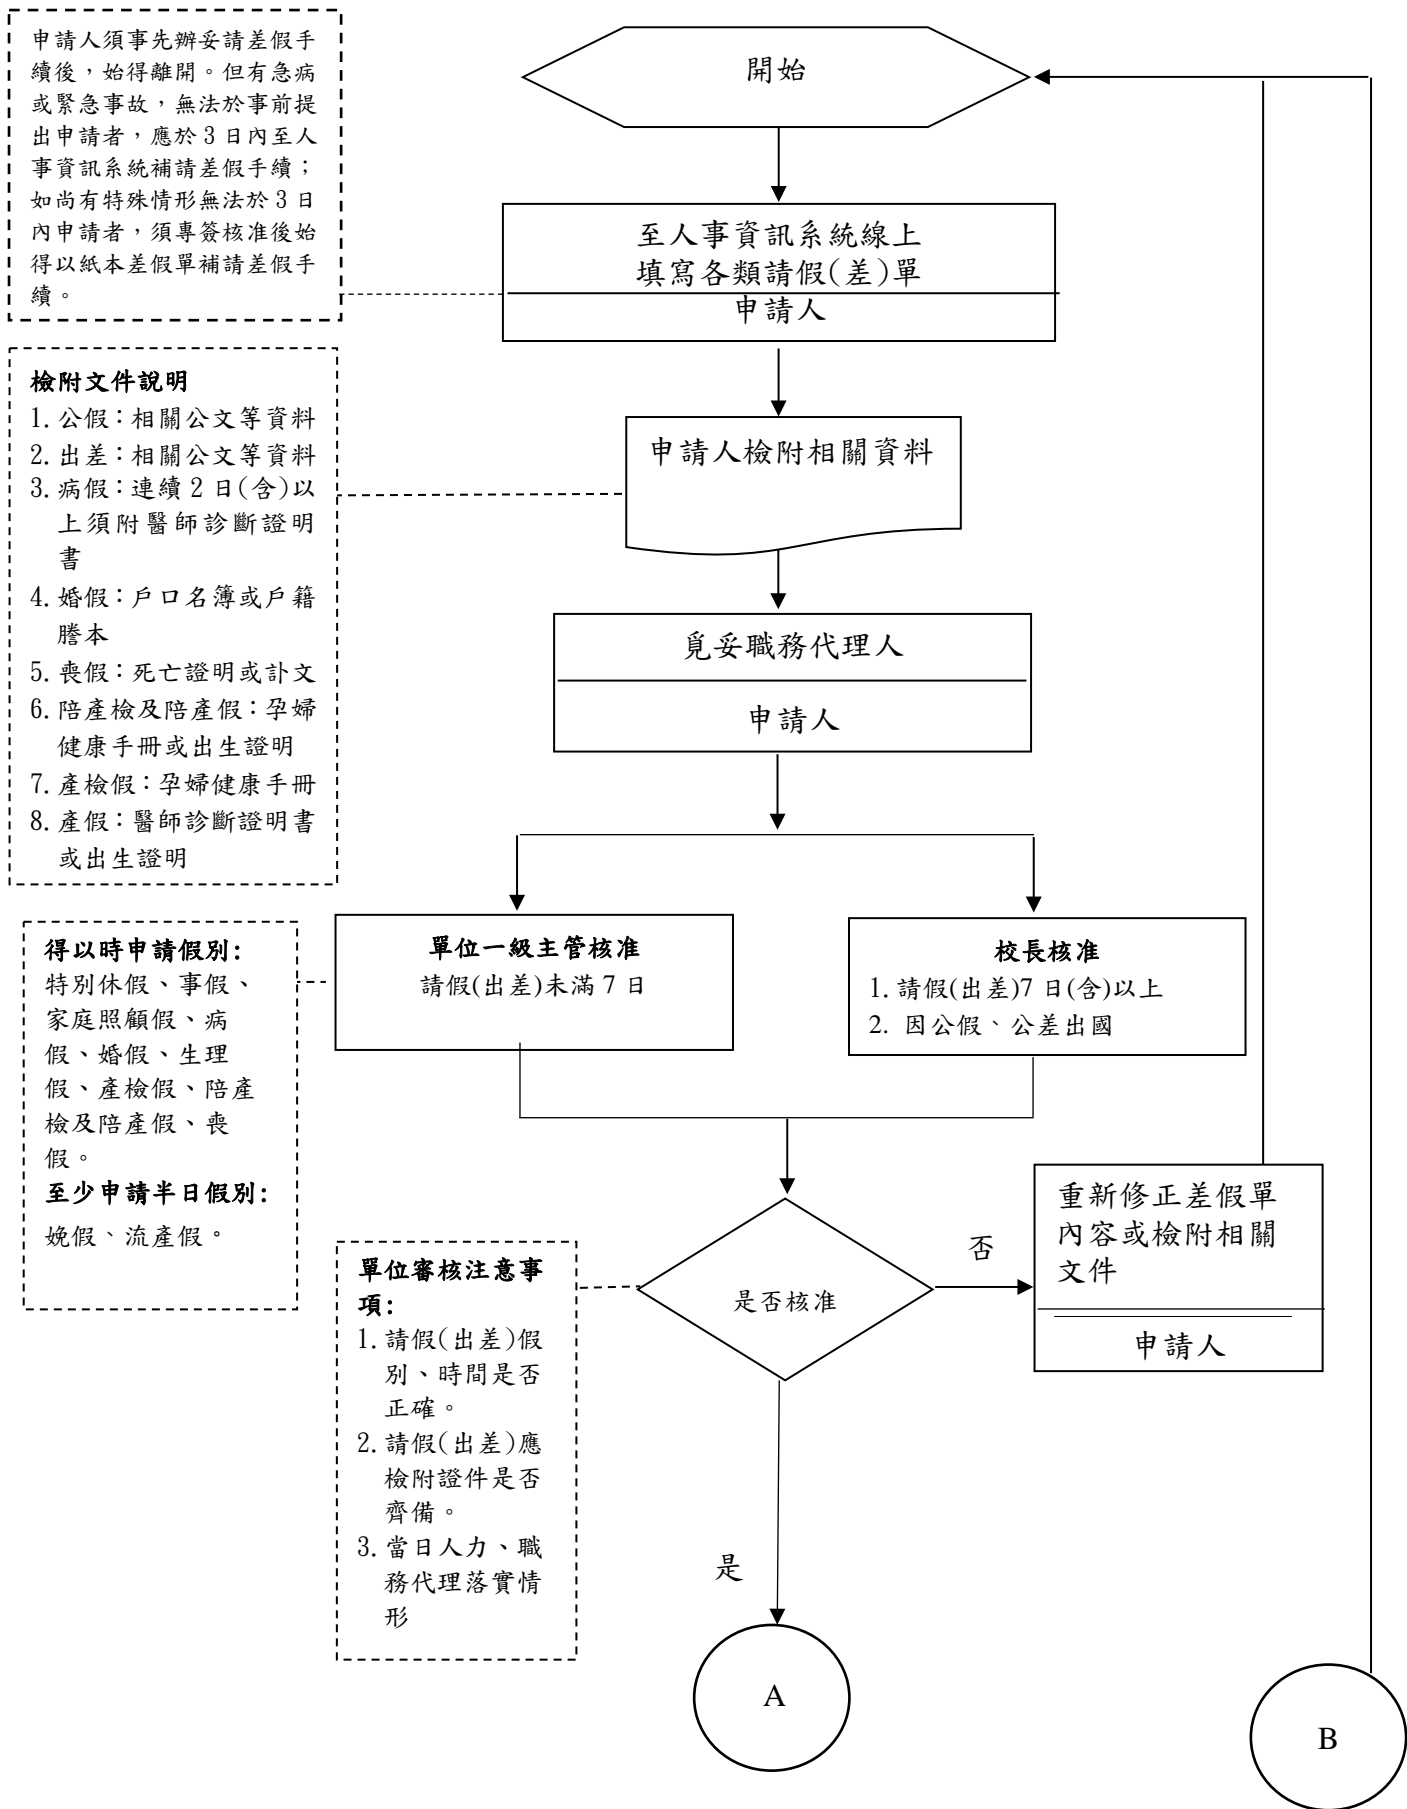 申請人須事先辦妥請差假手
續後，始得離開。但有急病
或緊急事故，無法於事前提
出申請者，應於 3 日內至人
事資訊系統補請差假手續；
如尚有特殊情形無法於 3 日
內申請者，須專簽核准後始
得以紙本差假單補請差假手
續。
開始
至人事資訊系統線上
填寫各類請假(差)單
申請人
檢附文件說明
1. 公假：相關公文等資料
2. 出差：相關公文等資料
3. 病假：連續 2 日(含)以
上須附醫師診斷證明
書
4. 婚假：戶口名簿或戶籍
謄本
5. 喪假：死亡證明或訃文
6. 陪產檢及陪產假：孕婦
健康手冊或出生證明
7. 產檢假：孕婦健康手冊
8. 產假：醫師診斷證明書
或出生證明
申請人檢附相關資料
覓妥職務代理人
申請人
得以時申請假別:
特別休假、事假、
家庭照顧假、病
假、婚假、生理
假、產檢假、陪產
檢及陪產假、喪
假。
至少申請半日假別:
娩假、流產假。
單位一級主管核准
請假(出差)未滿 7 日
校長核准
1. 請假(出差)7 日(含)以上
2. 因公假、公差出國
單位審核注意事
項:
1. 請假(出差)假
別、時間是否
正確。
2. 請假(出差)應
檢附證件是否
齊備。
3. 當日人力、職
務代理落實情
形
是否核准
否
重新修正差假單
內容或檢附相關
文件
申請人
是
A
B